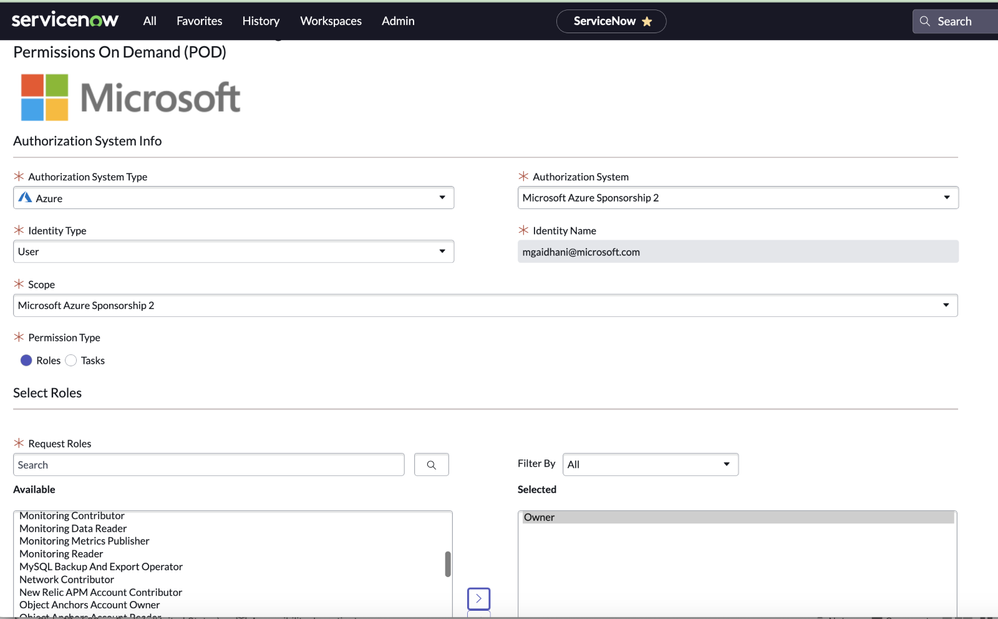 servicenow All Favorites History Workspaces Admin ServiceNow Search
Permissions On Demand (POD)
Microsoft
Authorization System Info
Authorization System Type Authorization System
Azure Microsoft Azure Sponsorship 2
Identity Type Identity Name
User mgaidhani@microsoft.com
Scope
Microsoft Azure Sponsorship 2
Permission Type
Roles Tasks
Select Roles
Request Roles
Search Filter By All
Available Selected
Monitoring Contributor Owner
Monitoring Data Reader
Monitoring Metrics Publisher
Monitoring Reader
MySQL Backup And Export Operator
Network Contributor
New Relic APM Account Contributor
Object Anchors Account Owner
Object Anchors Account Reader